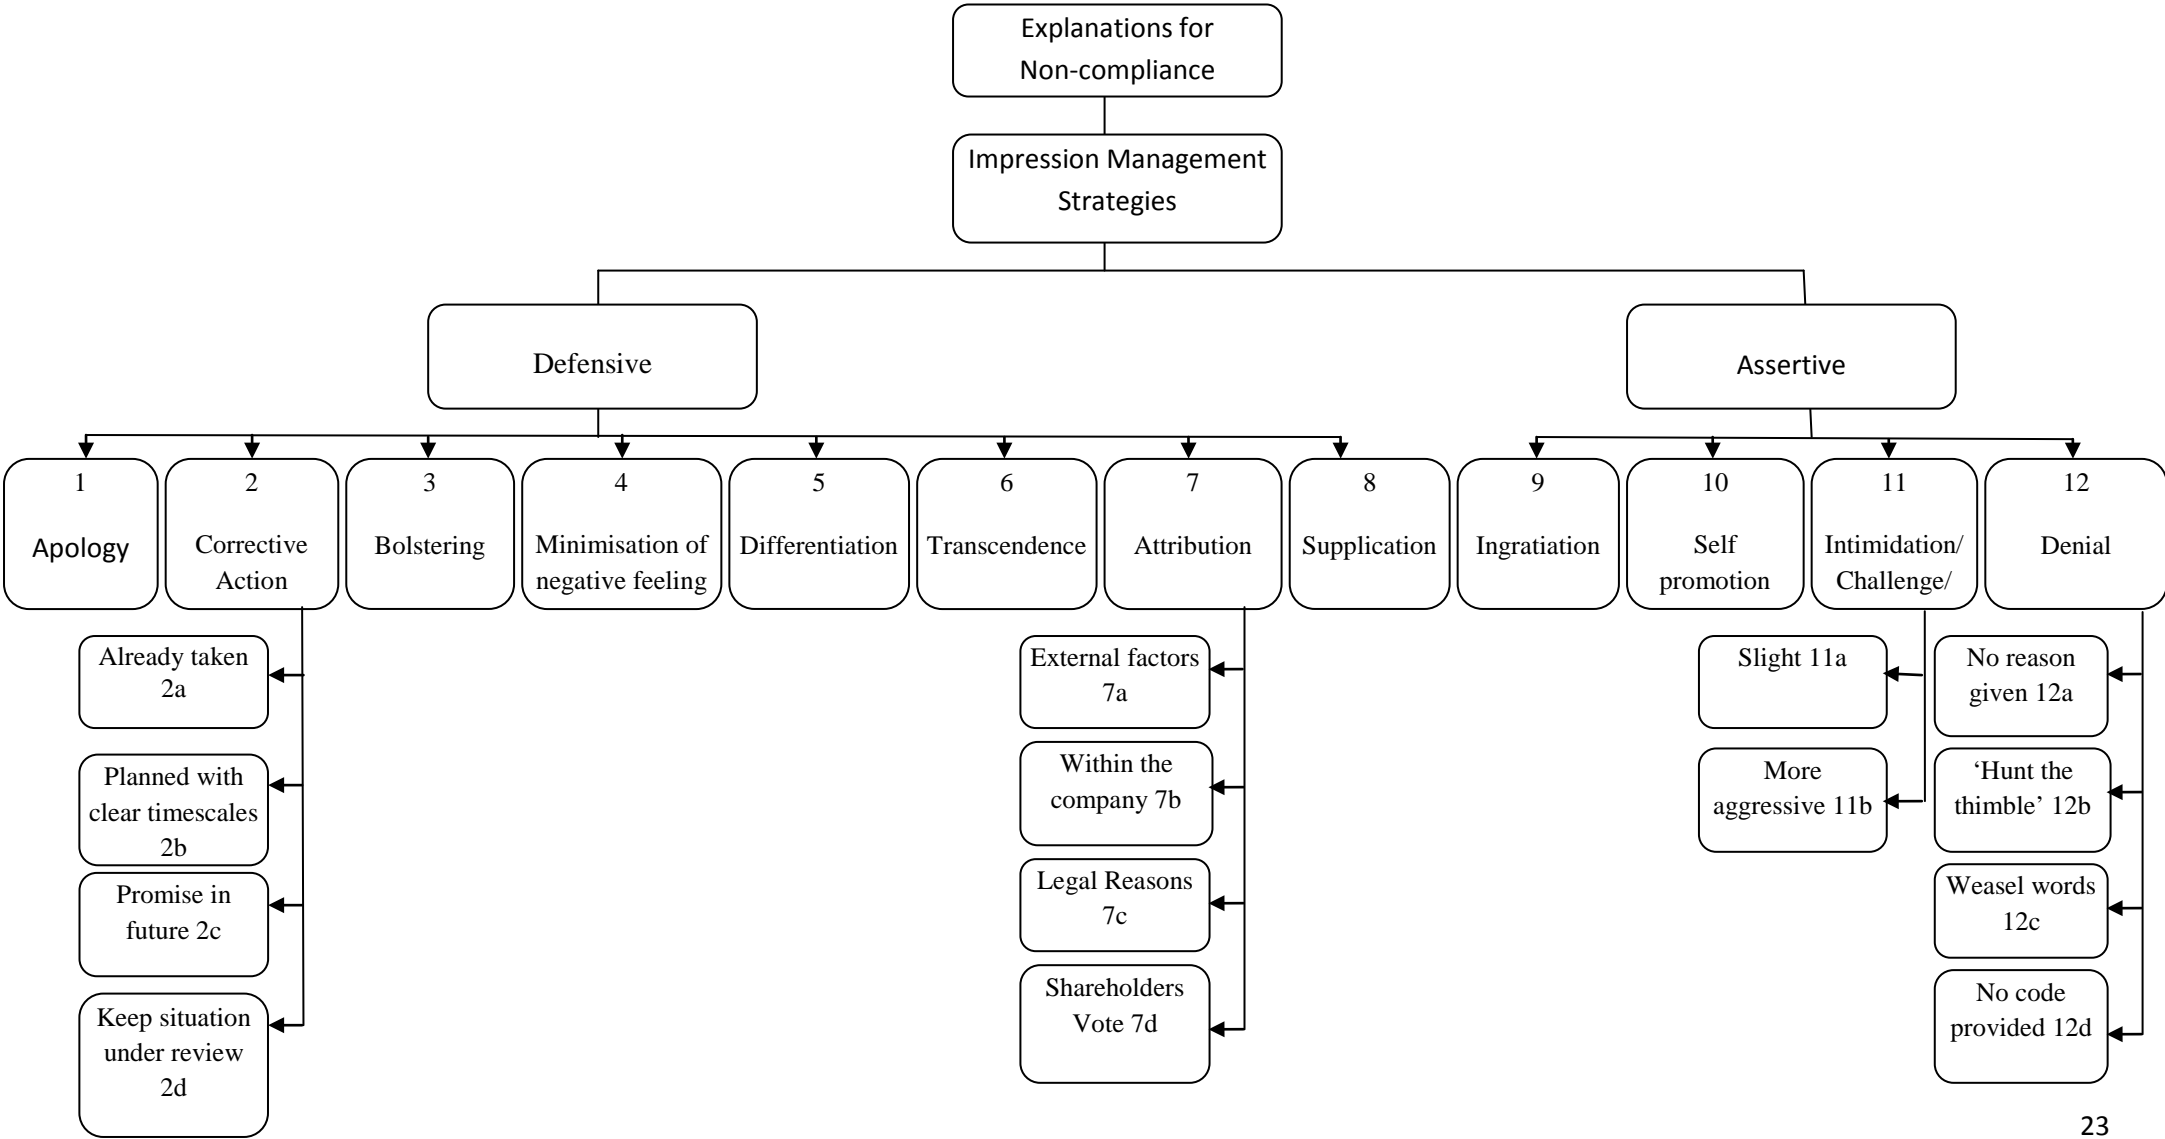 Explanations for
Non-compliance
Impression Management
Strategies
Defensive
Assertive
1
Apology
2
Corrective
Action
3
Bolstering
4
Minimisation of
negative feeling
5
Differentiation
6
Transcendence
7
Attribution
8
Supplication
9
Ingratiation
10
Self
promotion
11
Intimidation/
Challenge/
12
Denial
Already taken
2a
Planned with
clear timescales
2b
Promise in
future 2c
Keep situation
under review
2d
External factors
7a
Within the
company 7b
Legal Reasons
7c
Shareholders
Vote 7d
Slight 11a
More
aggressive 11b
No reason
given 12a
‘Hunt the
thimble’ 12b
Weasel words
12c
No code
provided 12d
23